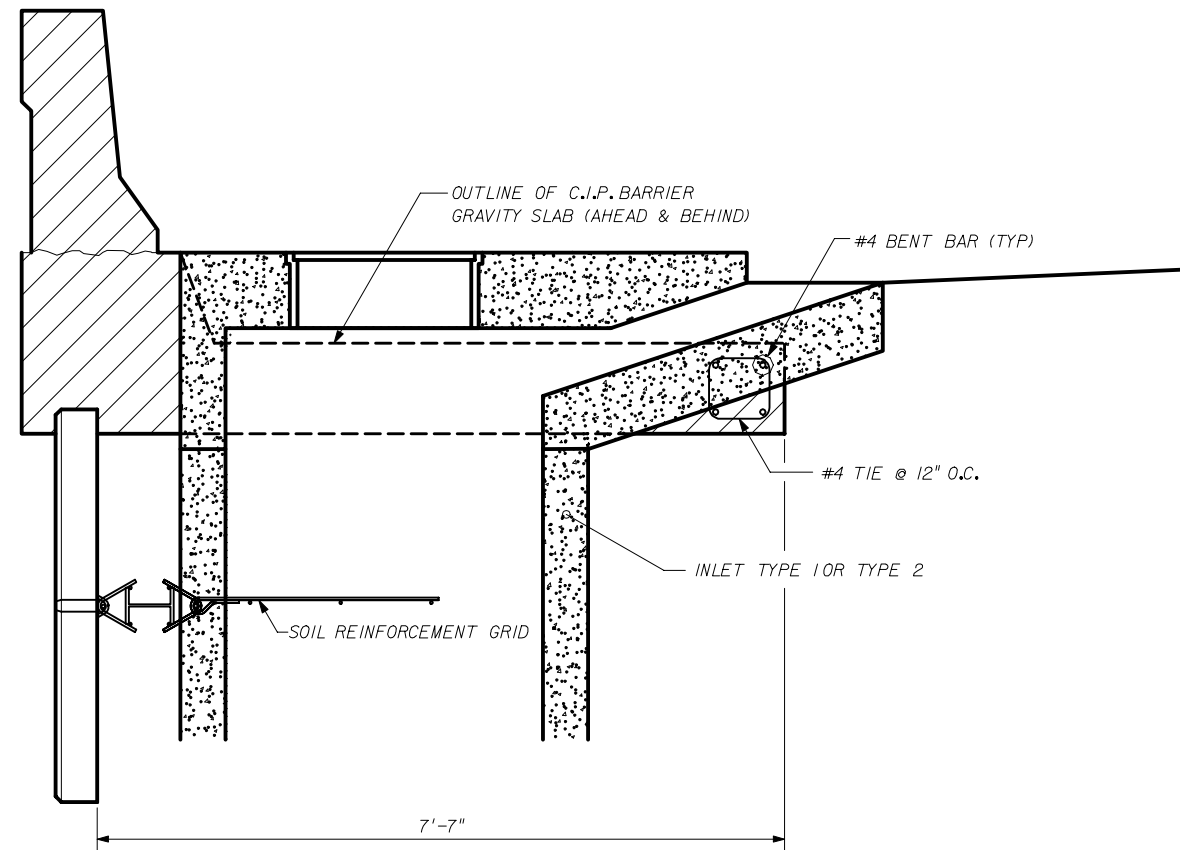 OUTLINE OF C.I.P. BARRIER
GRAVITY SLAB (AHEAD & BEHIND)
#4 BENT BAR (TYP)
#4 TIE @ 12" O.C.
INLET TYPE 1 OR TYPE 2
SOIL REINFORCEMENT GRID
7'-7"